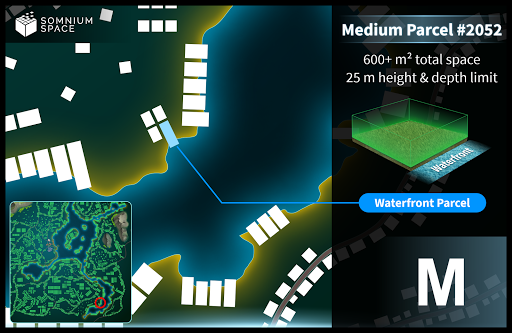 SOMNIUM
SPACE
Medium Parcel #2052
600+ m² total space
25 m height & depth limit
Waterfront
Waterfront Parcel
M